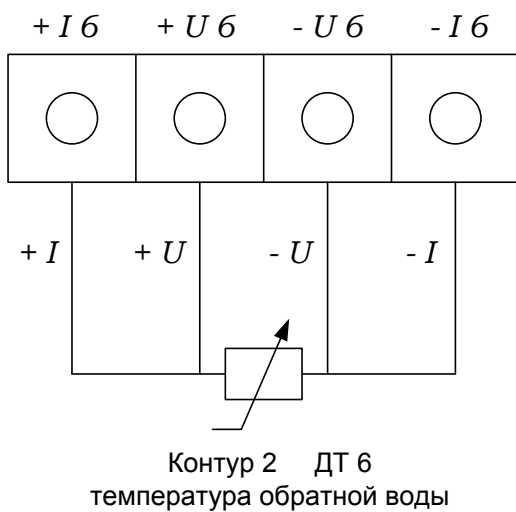 + I 6 + U 6 - U 6 - I 6
+ I + U - U - I
Контур 2 ДТ 6
температура обратной воды